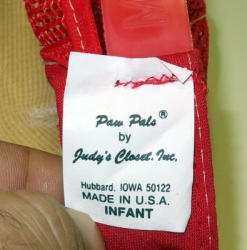 Paw Pals®
by
Judy's Closet, Inc.
Hubbard, IOWA 50122
MADE IN U.S.A.
INFANT